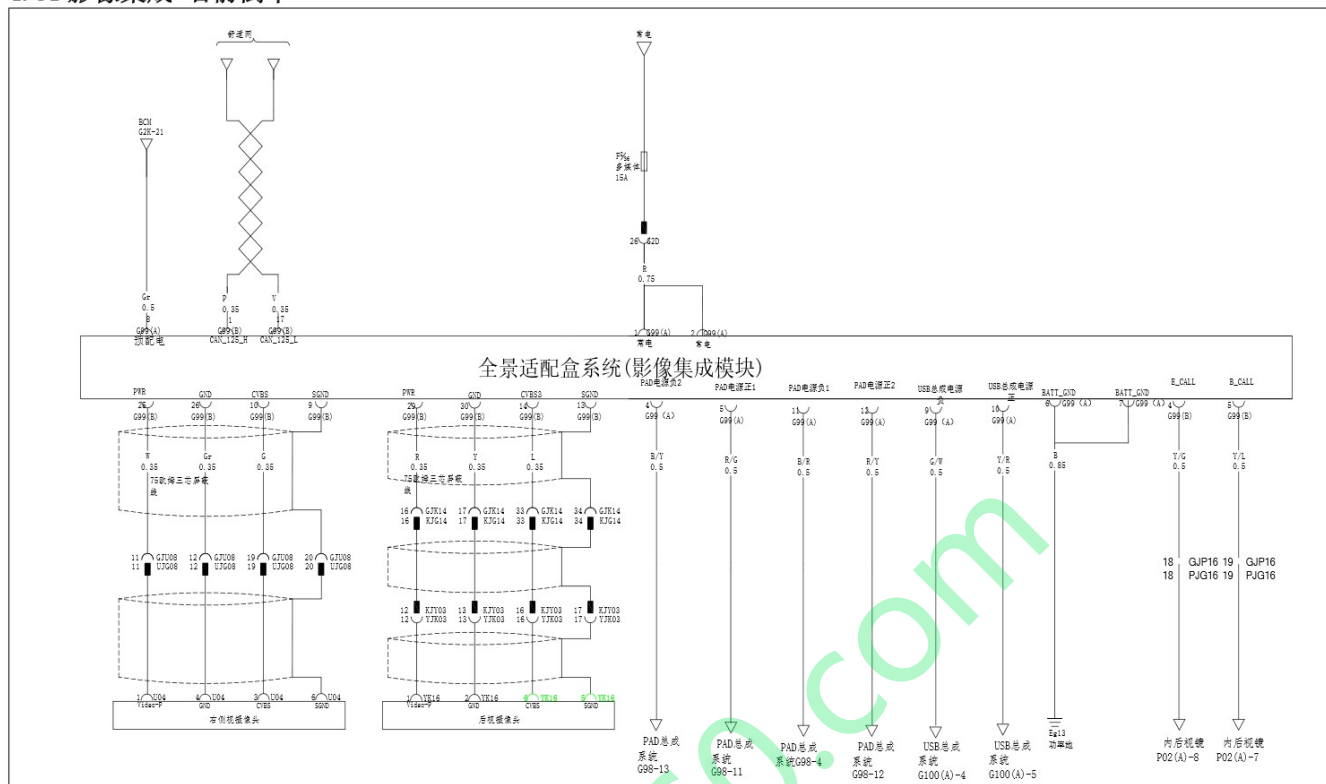 舒适网
常电
BCM
G2K-21
多媒体
15A
26 G2D
R
0.75
Gr
0.5
8
G99(A)
预配电
P
0.35
1
G99(B)
CAN_125_H
V
0.35
17
G99(B)
CAN_125_L
1 G99(A)
常电
2 G99(A)
常电
全景适配盒系统(影像集成模块)
PWR
25
G99(B)
GND
26
G99(B)
CVBS
10
G99(B)
SGND
9
G99(B)
PWR
29
G99(B)
GND
30
G99(B)
CVBS3
14
G99(B)
SGND
13
G99(B)
PAD电源负2
4
G99 (A)
PAD电源正1
5
G99(A)
PAD电源负1
11
G99(A)
PAD电源正2
12
G99(A)
USB总成电源负
9
G99 (A)
USB总成电源正
10
G99(A)
BATT_GND
6 G99 (A)
BATT_GND
7 G99 (A)
E_CALL
4
G99(B)
B_CALL
5
G99(B)
W
0.35
Gr
0.35
G
0.35
75欧姆三芯屏蔽
线
R
0.35
Y
0.35
L
0.35
75欧姆三芯屏蔽
线
B/Y
0.5
R/G
0.5
B/R
0.5
R/Y
0.5
G/W
0.5
Y/R
0.5
B
0.85
Y/G
0.5
Y/L
0.5
16 GJK14 17 GJK14 33 GJK14 34 GJK14
16 KJG14 17 KJG14 33 KJG14 34 KJG14
11 GJU08 12 GJU08 19 GJU08 20 GJU08
11 UJG08 12 UJG08 19 UJG08 20 UJG08
18 GJP16 19 GJP16
18 PJG16 19 PJG16
12 KJY03 13 KJY03 16 KJY03 17 KJY03
12 YJK03 13 YJK03 16 YJK03 17 YJK03
1 U04
Video-P
4 U04
GND
3 U04
CVBS
6 U04
SGND
右侧视摄像头
1 YK16
Video-P
2 YK16
GND
6 YK16
CVBS
5 YK16
SGND
后视摄像头
PAD总成
系统
G98-13
PAD总成
系统
G98-11
PAD总成
系统G98-4
PAD总成
系统
G98-12
USB总成
系统
G100(A)-4
USB总成
系统
G100(A)-5
Eg13
功率地
内后视镜
P02(A)-8
内后视镜
P02(A)-7